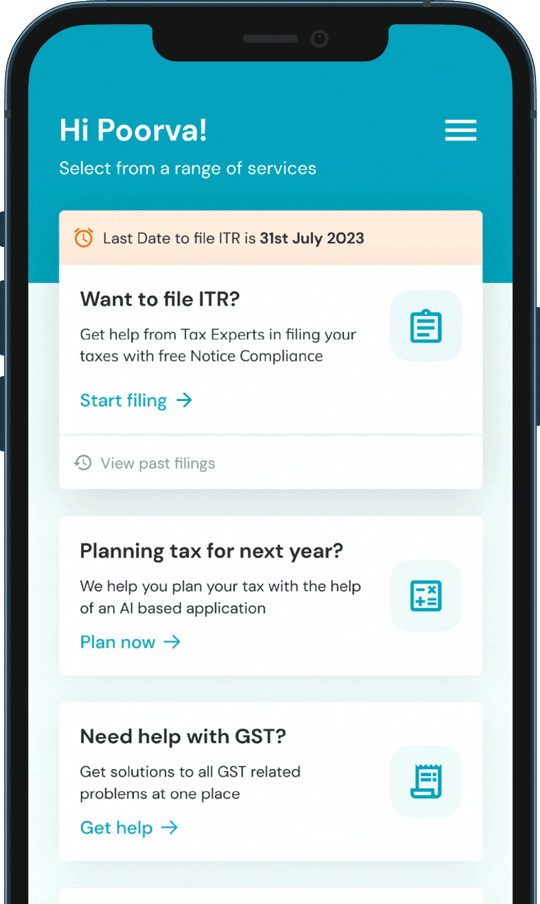 Hi Poorva!
Select from a range of services
Last Date to file ITR is 31st July 2023
Want to file ITR?
Get help from Tax Experts in filing your
taxes with free Notice Compliance
Start filing →
View past filings
Planning tax for next year?
We help you plan your tax with the help
of an AI based application
Plan now →
Need help with GST?
Get solutions to all GST related
problems at one place
Get help →